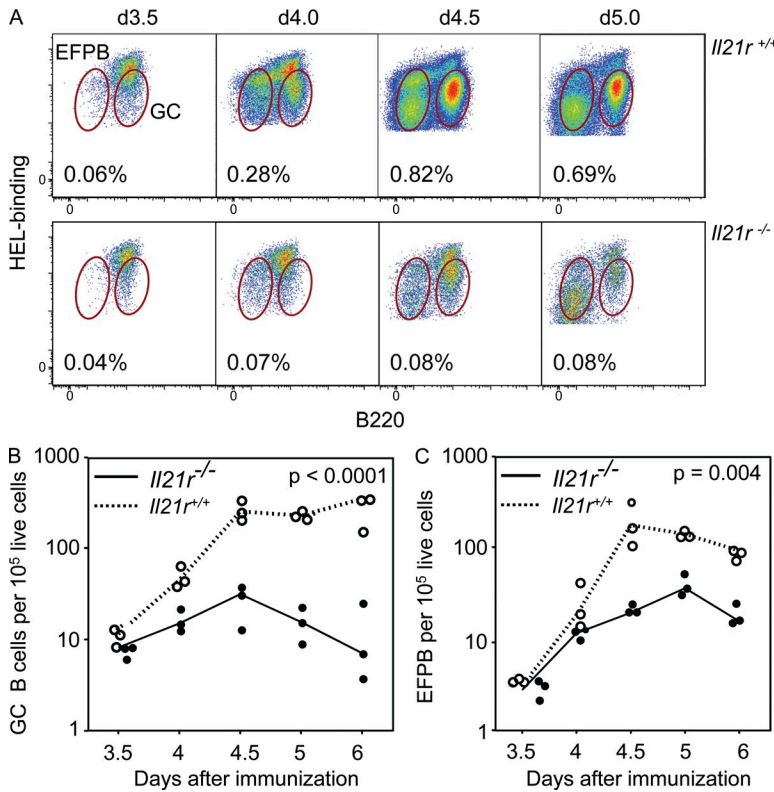 A
d3.5 d4.0 d4.5 d5.0
EFPB
GC
Il21r +/+
0.06% 0.28% 0.82% 0.69%
0
0 0 0 0
HEL-binding
Il21r -/-
0.04% 0.07% 0.08% 0.08%
0
0 0 0 0
B220
B
1000
100
10
1
GC B cells per 10⁵ live cells
Il21r-/-
Il21r+/+
p < 0.0001
3.5 4 4.5 5 6
Days after immunization
C
1000
100
10
1
EFPB per 10⁵ live cells
Il21r-/-
Il21r+/+
p = 0.004
3.5 4 4.5 5 6
Days after immunization